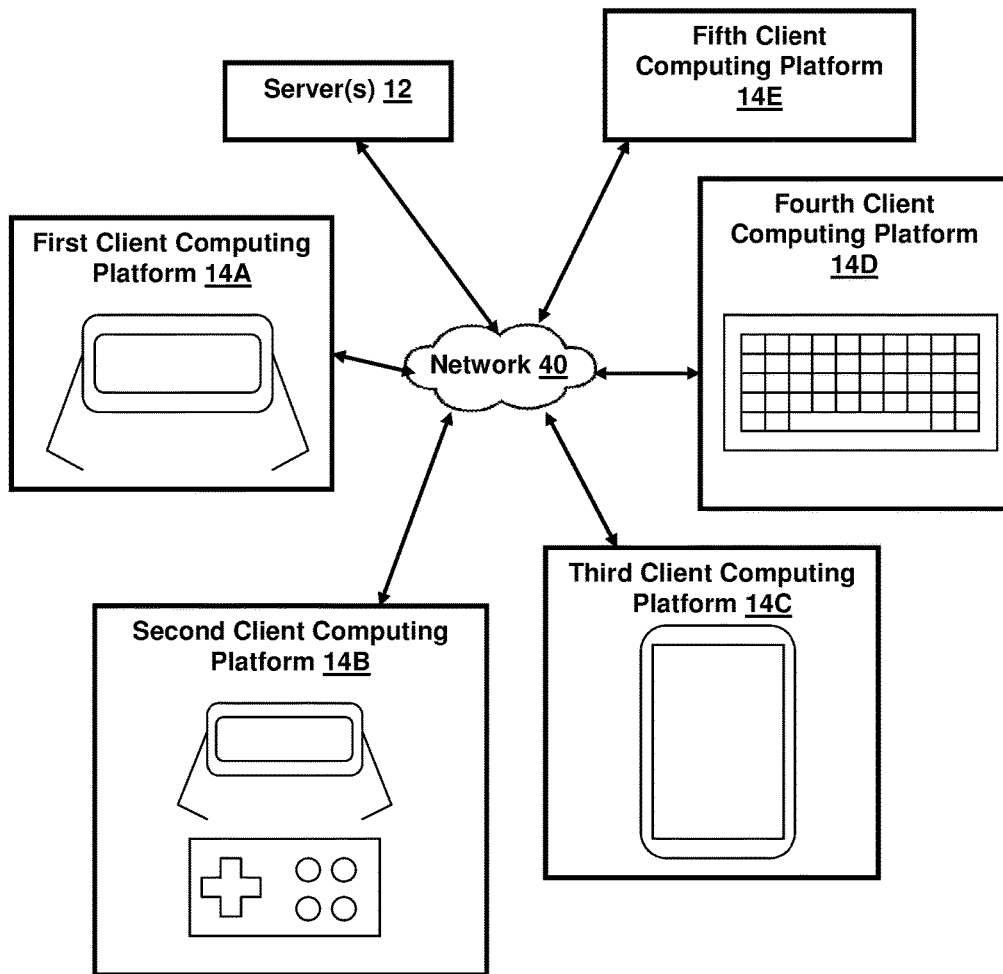 Server(s) 12
Fifth Client
Computing Platform
14E
First Client Computing
Platform 14A
Fourth Client
Computing Platform
14D
Network 40
Second Client Computing
Platform 14B
Third Client Computing
Platform 14C